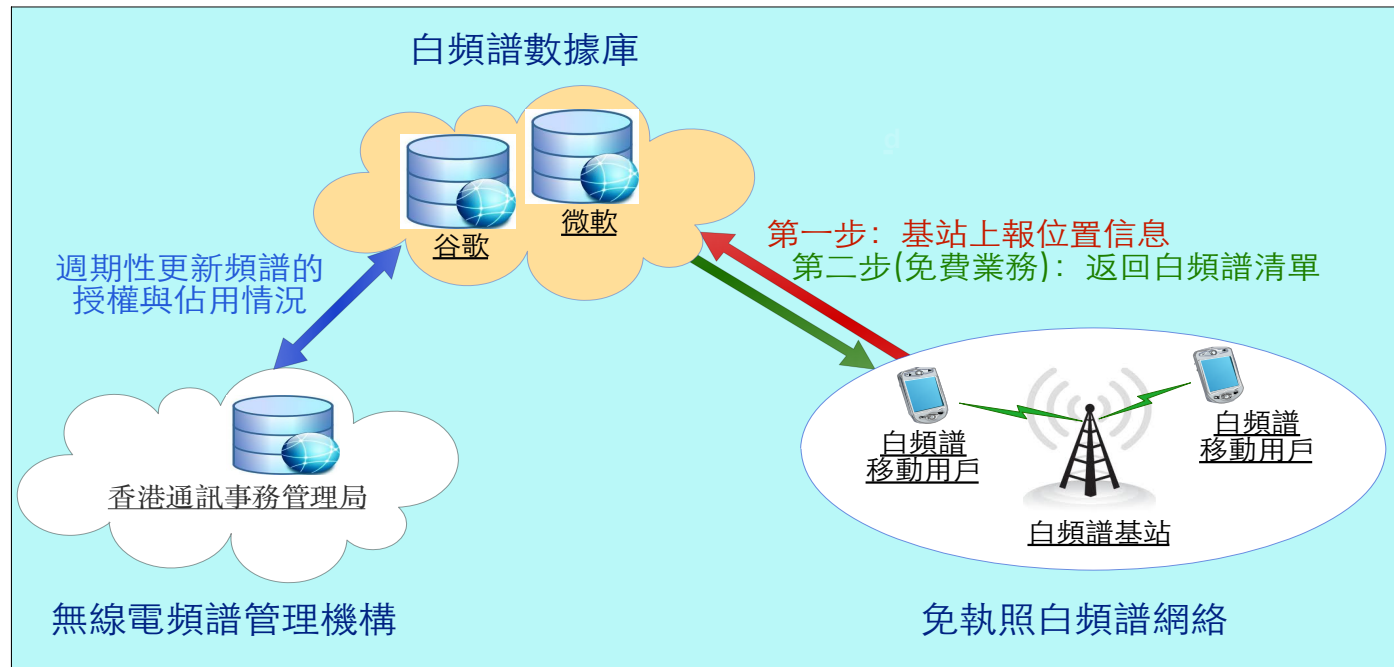 白頻譜數據庫
谷歌
微軟
第一步：基站上報位置信息
第二步(免費業務)：返回白頻譜清單
週期性更新頻譜的
授權與佔用情況
香港通訊事務管理局
無線電頻譜管理機構
白頻譜
移動用戶
白頻譜
移動用戶
白頻譜基站
免執照白頻譜網絡